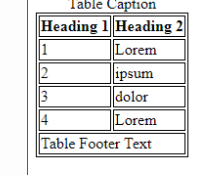 Table Caption
Heading 1 Heading 2
1 Lorem
2 ipsum
3 dolor
4 Lorem
Table Footer Text